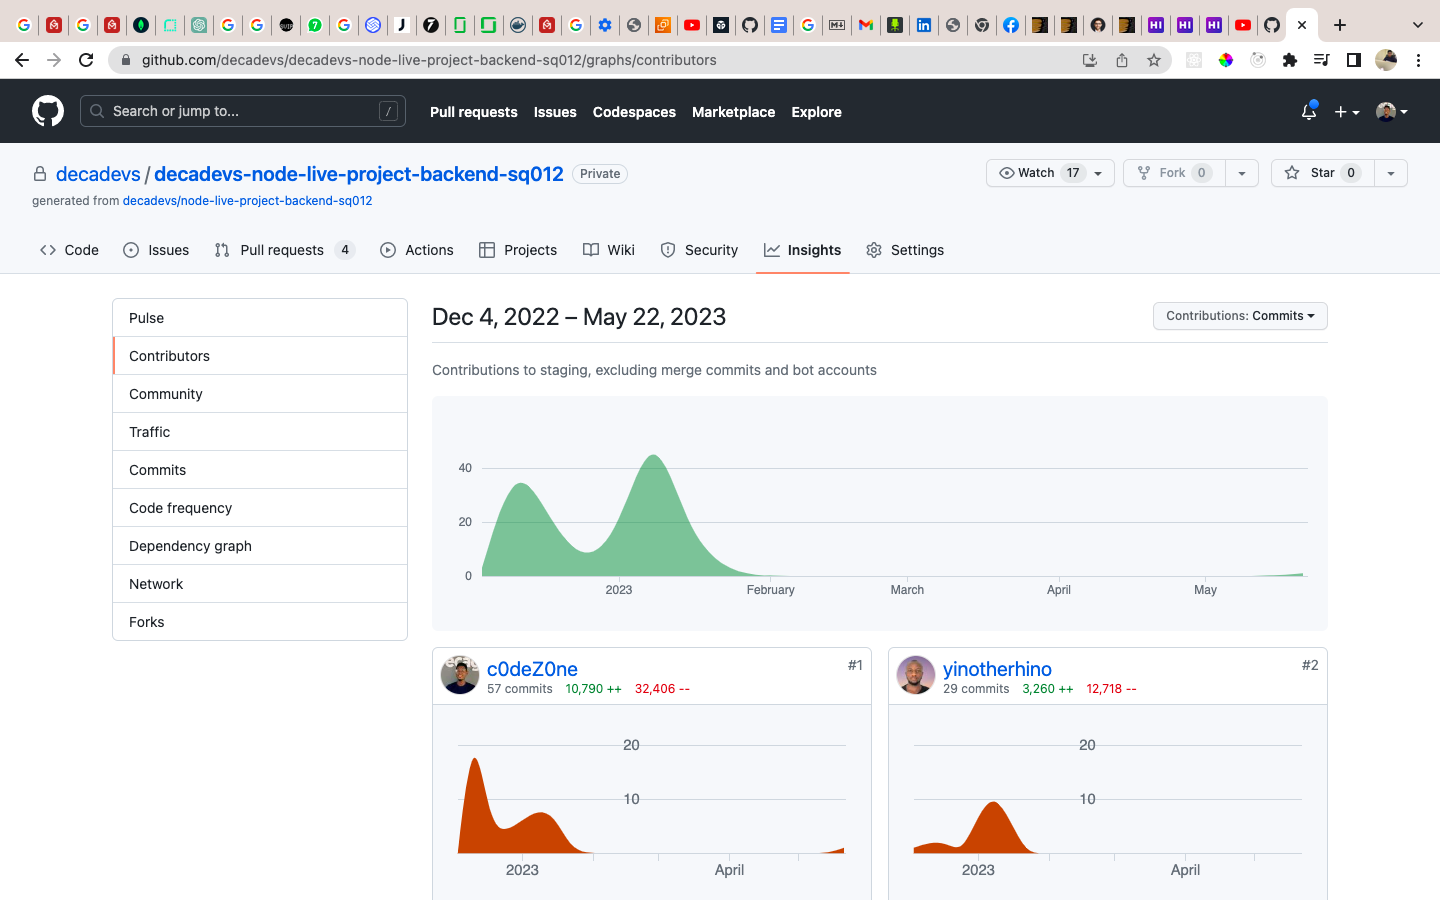 github.com/decadevs/decadevs-node-live-project-backend-sq012/graphs/contributors
Search or jump to... /
Pull requests Issues Codespaces Marketplace Explore
decadevs / decadevs-node-live-project-backend-sq012 Private
Watch 17 Fork 0 Star 0
generated from decadevs/node-live-project-backend-sq012
Code Issues Pull requests 4 Actions Projects Wiki Security Insights Settings
Pulse
Contributors
Community
Traffic
Commits
Code frequency
Dependency graph
Network
Forks
Dec 4, 2022 – May 22, 2023
Contributions: Commits
Contributions to staging, excluding merge commits and bot accounts
40
20
0
2023 February March April May
c0deZ0ne #1
57 commits 10,790 ++ 32,406 --
20
10
2023 April
yinotherhino #2
29 commits 3,260 ++ 12,718 --
20
10
2023 April